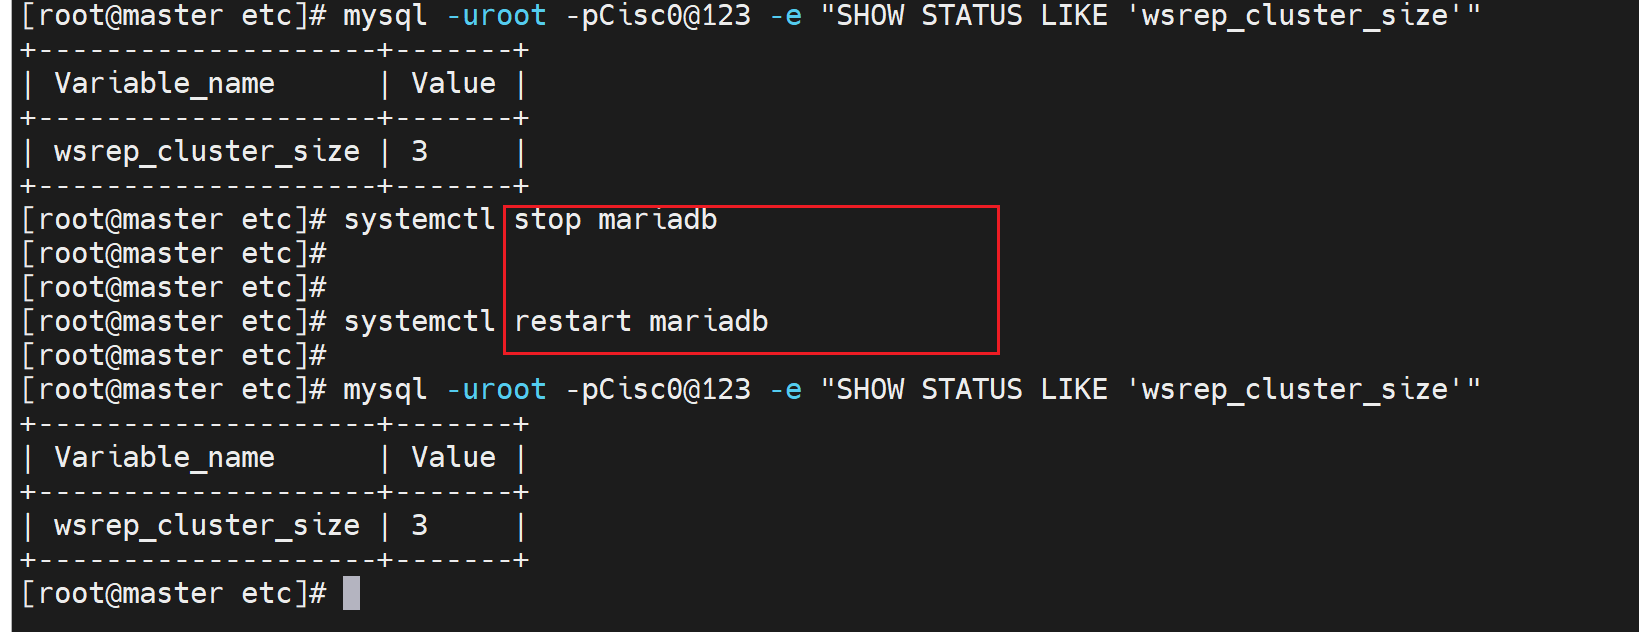 [root@master etc]# mysql -uroot -pCisc0@123 -e "SHOW STATUS LIKE 'wsrep_cluster_size'"
+--------------------+-------+
| Variable_name      | Value |
+--------------------+-------+
| wsrep_cluster_size | 3     |
+--------------------+-------+
[root@master etc]# systemctl stop mariadb
[root@master etc]#
[root@master etc]#
[root@master etc]# systemctl restart mariadb
[root@master etc]#
[root@master etc]# mysql -uroot -pCisc0@123 -e "SHOW STATUS LIKE 'wsrep_cluster_size'"
+--------------------+-------+
| Variable_name      | Value |
+--------------------+-------+
| wsrep_cluster_size | 3     |
+--------------------+-------+
[root@master etc]#